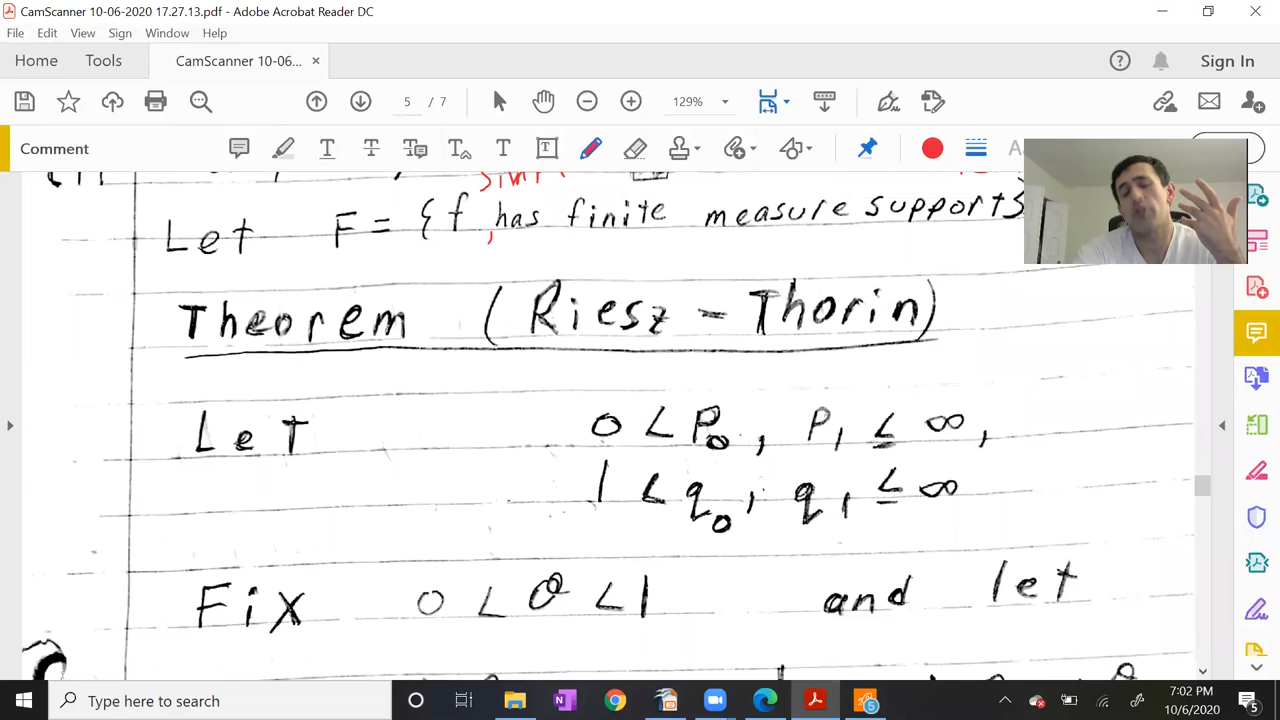 CamScanner 10-06-2020 17.27.13.pdf - Adobe Acrobat Reader DC
File Edit View Sign Window Help
Home Tools CamScanner 10-06... × Sign In
5 / 7 129%
Comment
Let F = { f, has finite measure supports
Theorem (Riesz - Thorin)
Let 0 < p₀, p₁ ≤ ∞,
1 < q₀, q₁ ≤ ∞
Fix 0 < θ < 1 and let
Type here to search
7:02 PM
10/6/2020
5
5